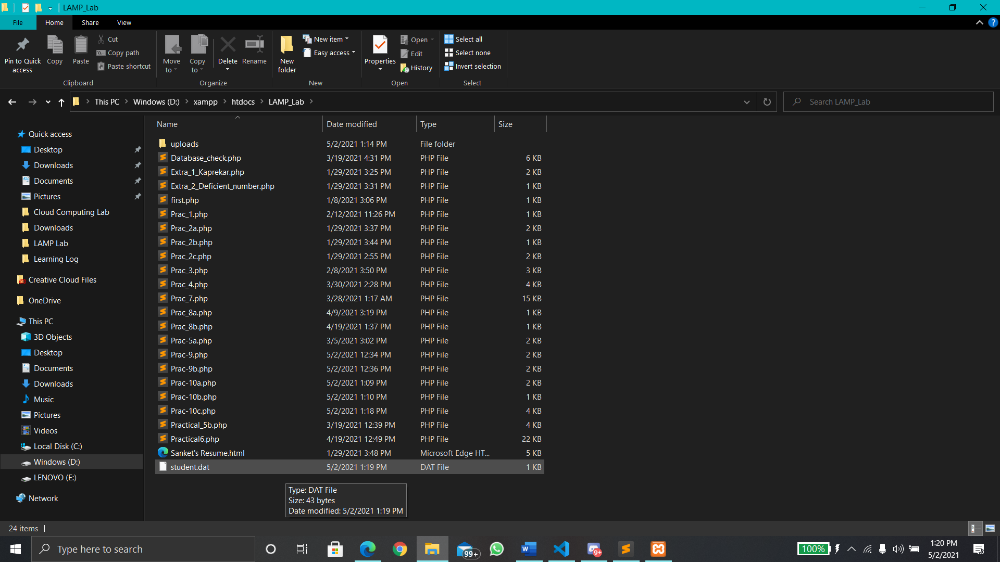 LAMP_Lab
File Home Share View
Pin to Quick access
Copy
Paste
Cut
Copy path
Paste shortcut
Clipboard
Move to
Copy to
Delete
Rename
Organize
New folder
New item
Easy access
New
Properties
Open
Edit
History
Open
Select all
Select none
Invert selection
Select
This PC Windows (D:) xampp htdocs LAMP_Lab
Search LAMP_Lab
Quick access
Desktop
Downloads
Documents
Pictures
Cloud Computing Lab
Downloads
LAMP Lab
Learning Log
Creative Cloud Files
OneDrive
This PC
3D Objects
Desktop
Documents
Downloads
Music
Pictures
Videos
Local Disk (C:)
Windows (D:)
LENOVO (E:)
Network
Name Date modified Type Size
uploads 5/2/2021 1:14 PM File folder
Database_check.php 3/19/2021 4:31 PM PHP File 6 KB
Extra_1_Kaprekar.php 1/29/2021 3:25 PM PHP File 2 KB
Extra_2_Deficient_number.php 1/29/2021 3:31 PM PHP File 1 KB
first.php 1/8/2021 3:06 PM PHP File 1 KB
Prac_1.php 2/12/2021 11:26 PM PHP File 1 KB
Prac_2a.php 1/29/2021 3:37 PM PHP File 2 KB
Prac_2b.php 1/29/2021 3:44 PM PHP File 1 KB
Prac_2c.php 1/29/2021 2:55 PM PHP File 2 KB
Prac_3.php 2/8/2021 3:50 PM PHP File 3 KB
Prac_4.php 3/30/2021 2:28 PM PHP File 4 KB
Prac_7.php 3/28/2021 1:17 AM PHP File 15 KB
Prac_8a.php 4/9/2021 3:19 PM PHP File 1 KB
Prac_8b.php 4/19/2021 1:37 PM PHP File 1 KB
Prac-5a.php 3/5/2021 3:02 PM PHP File 2 KB
Prac-9.php 5/2/2021 12:34 PM PHP File 2 KB
Prac-9b.php 5/2/2021 12:36 PM PHP File 2 KB
Prac-10a.php 5/2/2021 1:09 PM PHP File 2 KB
Prac-10b.php 5/2/2021 1:10 PM PHP File 1 KB
Prac-10c.php 5/2/2021 1:18 PM PHP File 4 KB
Practical_5b.php 3/19/2021 12:39 PM PHP File 4 KB
Practical6.php 4/19/2021 12:49 PM PHP File 22 KB
Sanket's Resume.html 1/29/2021 3:48 PM Microsoft Edge HT... 5 KB
student.dat 5/2/2021 1:19 PM DAT File 1 KB
Type: DAT File
Size: 43 bytes
Date modified: 5/2/2021 1:19 PM
24 items
Type here to search
99+
9+
100%
1:20 PM
5/2/2021